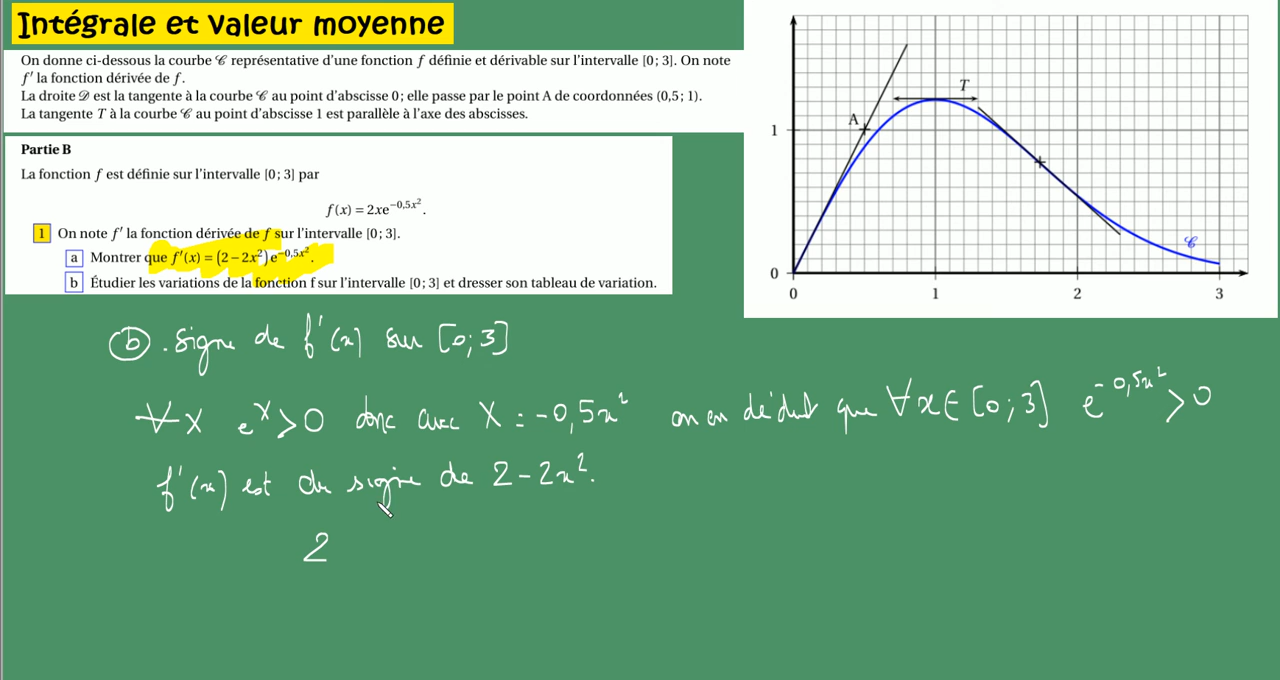 Intégrale et valeur moyenne
On donne ci-dessous la courbe 𝒞 représentative d'une fonction f définie et dérivable sur l'intervalle [0; 3]. On note
f′ la fonction dérivée de f.
La droite 𝒟 est la tangente à la courbe 𝒞 au point d'abscisse 0; elle passe par le point A de coordonnées (0,5; 1).
La tangente T à la courbe 𝒞 au point d'abscisse 1 est parallèle à l'axe des abscisses.
Partie B
La fonction f est définie sur l'intervalle [0; 3] par
f(x) = 2xe^{−0,5x²}.
1 On note f′ la fonction dérivée de f sur l'intervalle [0; 3].
a Montrer que f′(x) = (2 − 2x²) e^{−0,5x²}.
b Étudier les variations de la fonction f sur l'intervalle [0; 3] et dresser son tableau de variation.
T
A
1
0
𝒞
0 1 2 3
b . Signe de f'(x) sur [0; 3]
∀X e^X > 0 donc avec X = -0,5x² on en déduit que ∀x∈[0; 3] e^{-0,5x²} > 0
f'(x) est du signe de 2 - 2x².
2